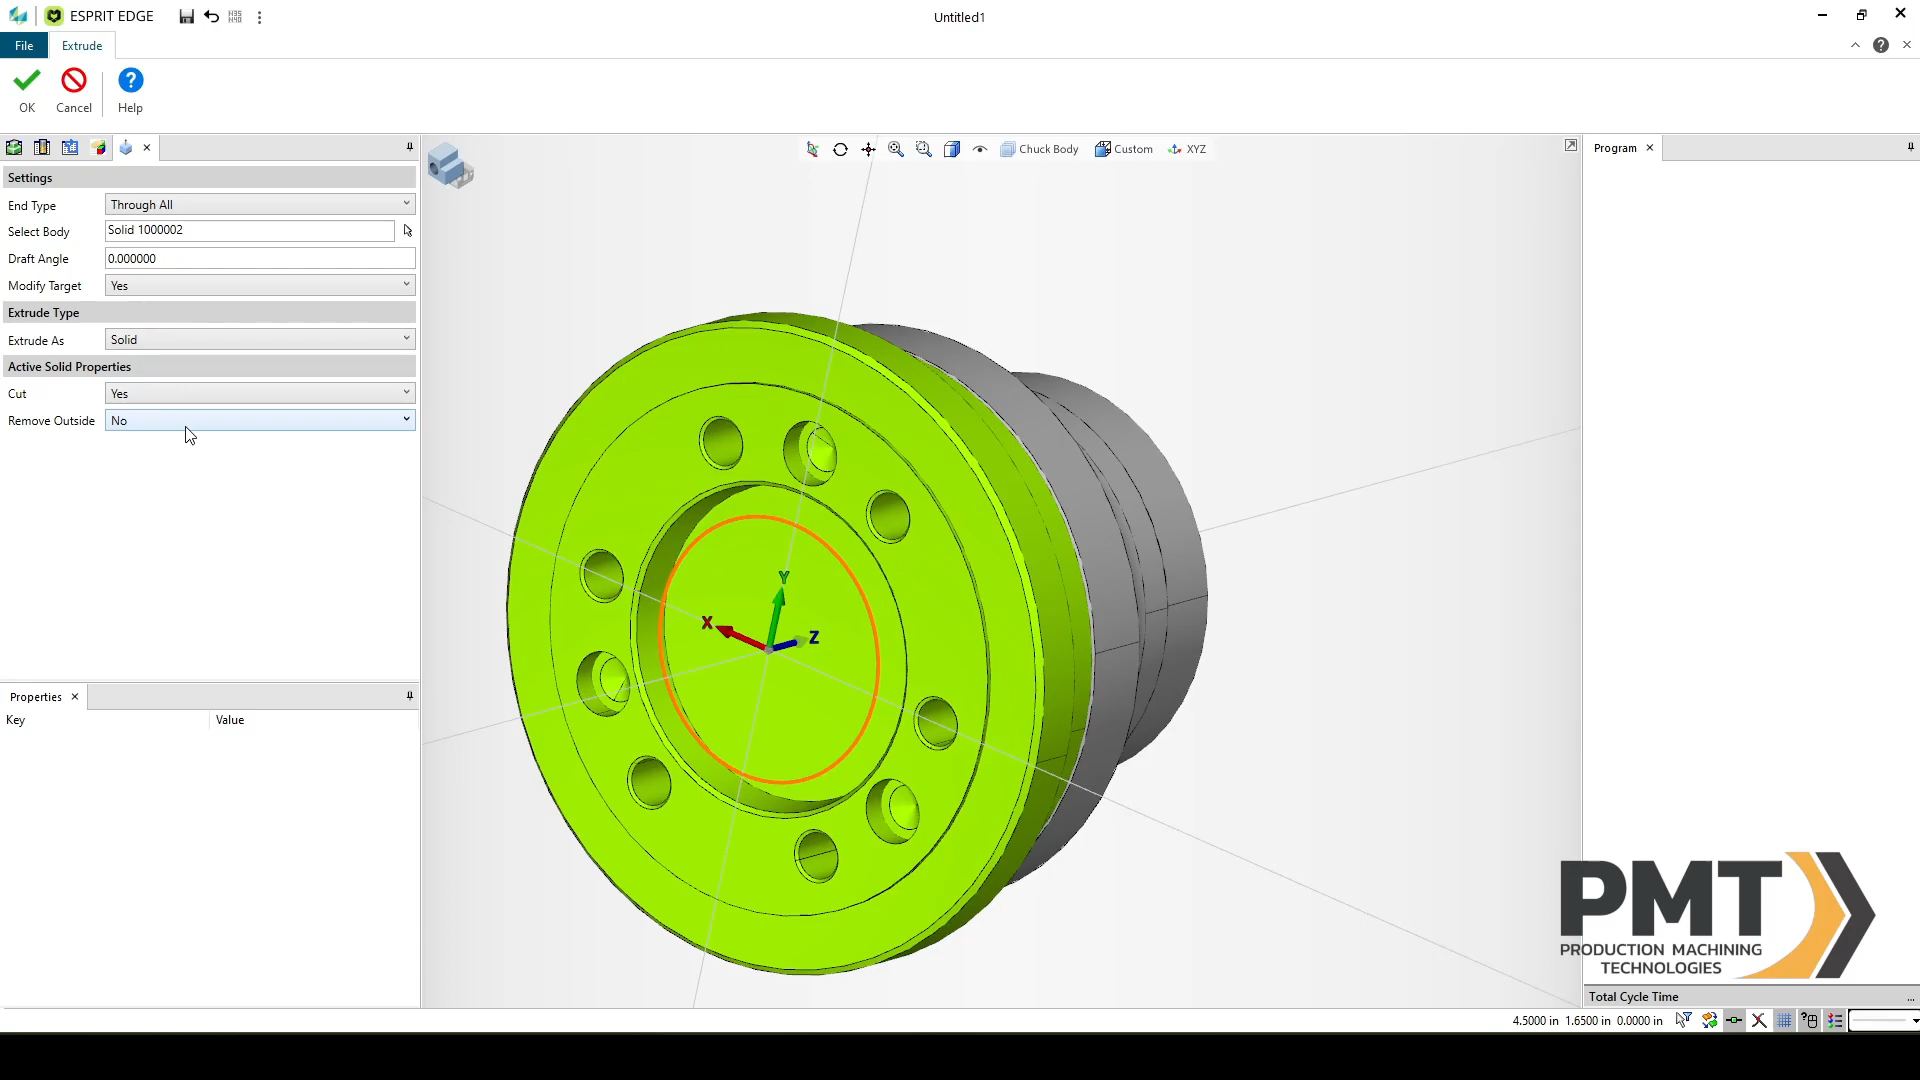 ESPRIT EDGE
Untitled1
File
Extrude
OK
Cancel
Help
Settings
End Type
Through All
Select Body
Solid 1000002
Draft Angle
0.000000
Modify Target
Yes
Extrude Type
Extrude As
Solid
Active Solid Properties
Cut
Yes
Remove Outside
No
Properties
Key
Value
Chuck Body
Custom
XYZ
Y
X
Z
Program
PMT
PRODUCTION MACHINING
TECHNOLOGIES
Total Cycle Time
...
4.5000 in 1.6500 in 0.0000 in